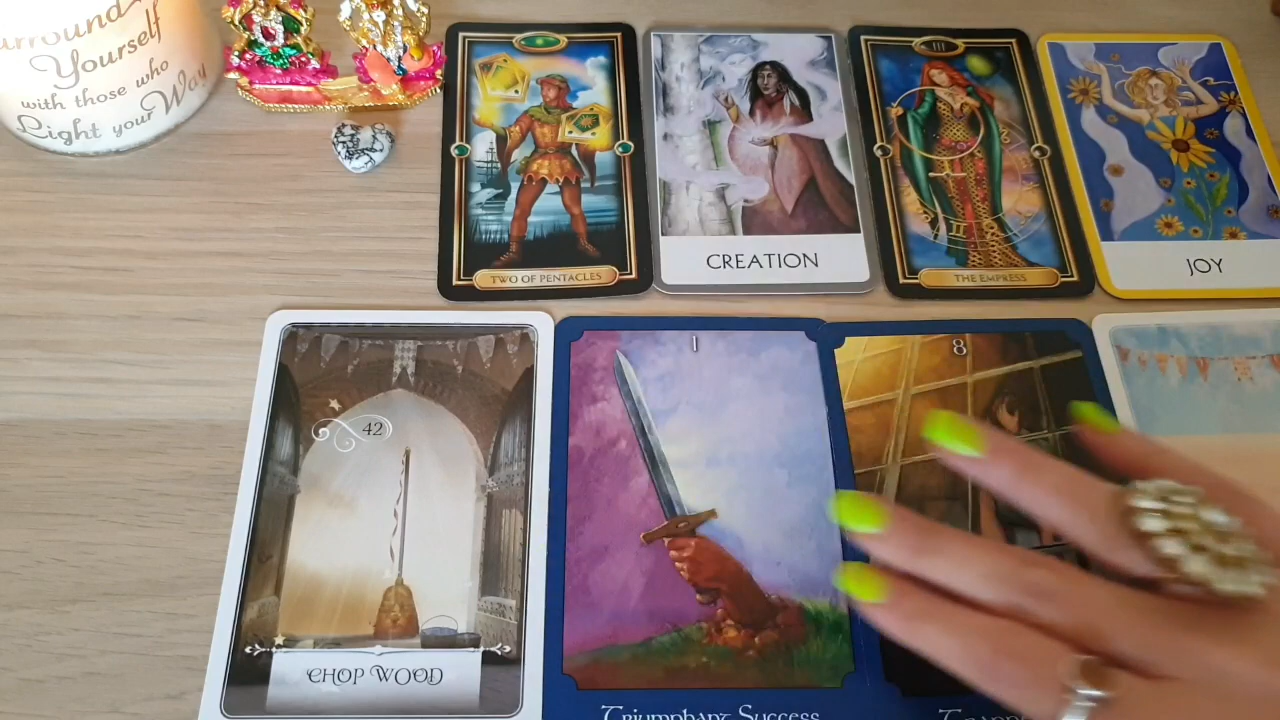 Surround
Yourself
with those who
Light your Way
TWO OF PENTACLES
CREATION
III
THE EMPRESS
JOY
42
CHOP WOOD
I
Triumphant Success
8